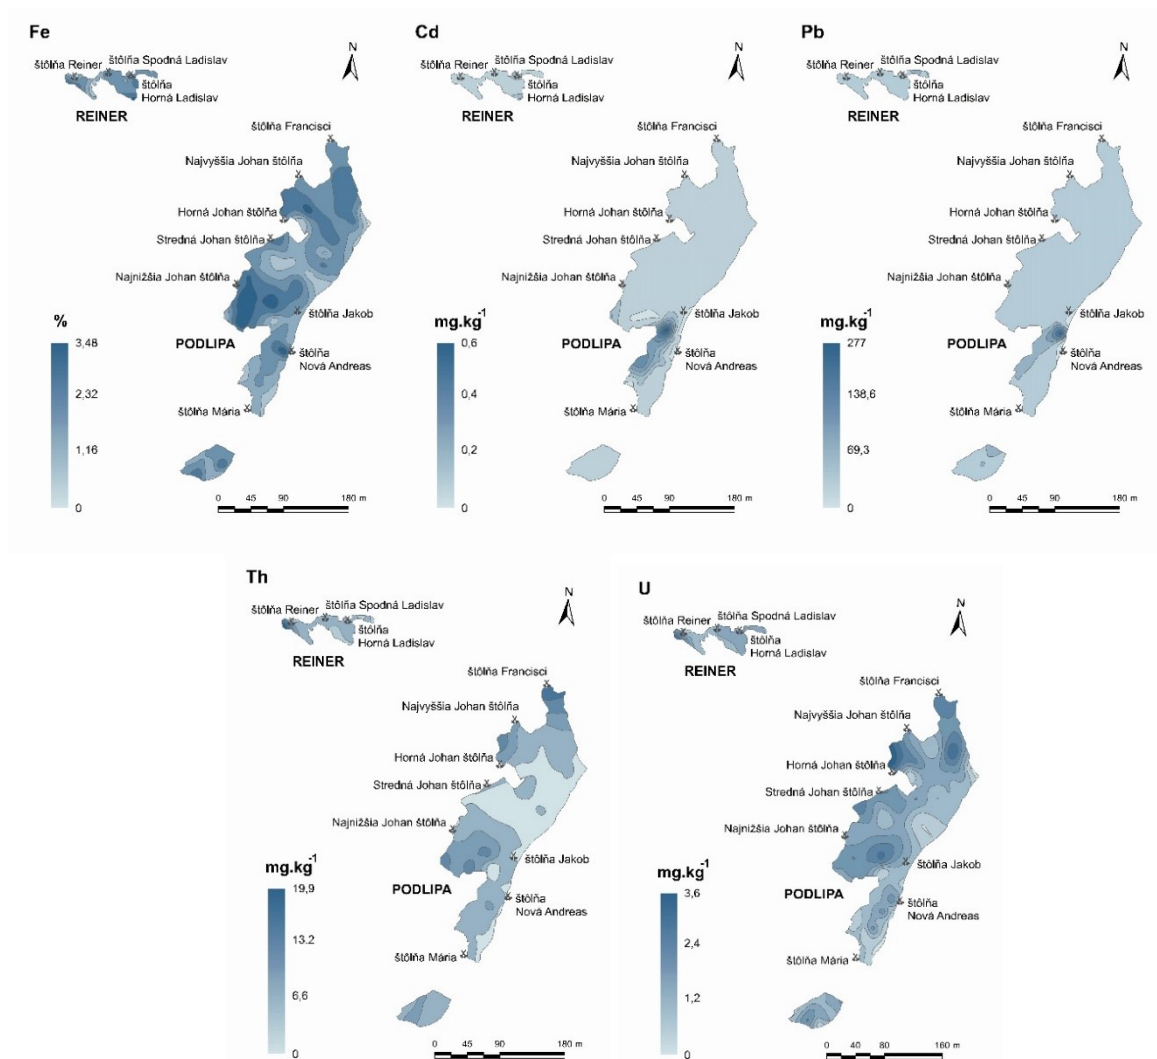 Fe
N
štôlňa Spodná Ladislav
štôlňa Reiner
štôlňa
Horná Ladislav
REINER
štôlňa Francisci
Najvyššia Johan štôlňa
Horná Johan štôlňa
Stredná Johan štôlňa
Najnižšia Johan štôlňa
štôlňa Jakob
%
PODLIPA
3,48
štôlňa
Nová Andreas
2,32
štôlňa Mária
1,16
0
0 45 90 180 m
Cd
N
štôlňa Spodná Ladislav
štôlňa Reiner
štôlňa
Horná Ladislav
REINER
štôlňa Francisci
Najvyššia Johan štôlňa
Horná Johan štôlňa
Stredná Johan štôlňa
Najnižšia Johan štôlňa
štôlňa Jakob
mg.kg-1
PODLIPA
0,6
štôlňa
Nová Andreas
0,4
štôlňa Mária
0,2
0
0 45 90 180 m
Pb
N
štôlňa Spodná Ladislav
štôlňa Reiner
štôlňa
Horná Ladislav
REINER
štôlňa Francisci
Najvyššia Johan štôlňa
Horná Johan štôlňa
Stredná Johan štôlňa
Najnižšia Johan štôlňa
štôlňa Jakob
mg.kg-1
PODLIPA
277
štôlňa
Nová Andreas
138,6
štôlňa Mária
69,3
0
0 45 90 180 m
Th
N
štôlňa Spodná Ladislav
štôlňa Reiner
štôlňa
Horná Ladislav
REINER
štôlňa Francisci
Najvyššia Johan štôlňa
Horná Johan štôlňa
Stredná Johan štôlňa
Najnižšia Johan štôlňa
štôlňa Jakob
mg.kg-1
PODLIPA
19,9
štôlňa
Nová Andreas
13.2
štôlňa Mária
6,6
0
0 45 90 180 m
U
N
štôlňa Spodná Ladislav
štôlňa Reiner
štôlňa
Horná Ladislav
REINER
štôlňa Francisci
Najvyššia Johan štôlňa
Horná Johan štôlňa
Stredná Johan štôlňa
Najnižšia Johan štôlňa
štôlňa Jakob
mg.kg-1
PODLIPA
3,6
štôlňa
Nová Andreas
2,4
štôlňa Mária
1,2
0
0 40 80 160 m